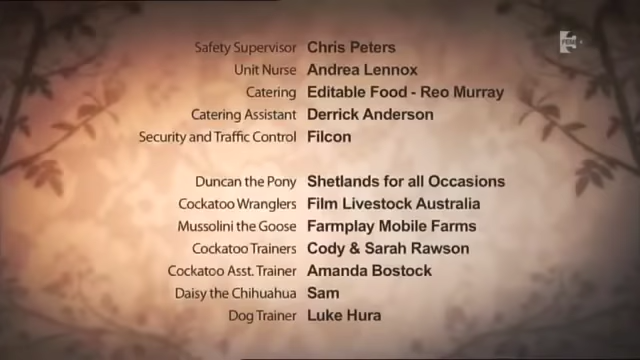 FEM
Safety Supervisor Chris Peters
Unit Nurse Andrea Lennox
Catering Editable Food - Reo Murray
Catering Assistant Derrick Anderson
Security and Traffic Control Filcon
Duncan the Pony Shetlands for all Occasions
Cockatoo Wranglers Film Livestock Australia
Mussolini the Goose Farmplay Mobile Farms
Cockatoo Trainers Cody & Sarah Rawson
Cockatoo Asst. Trainer Amanda Bostock
Daisy the Chihuahua Sam
Dog Trainer Luke Hura